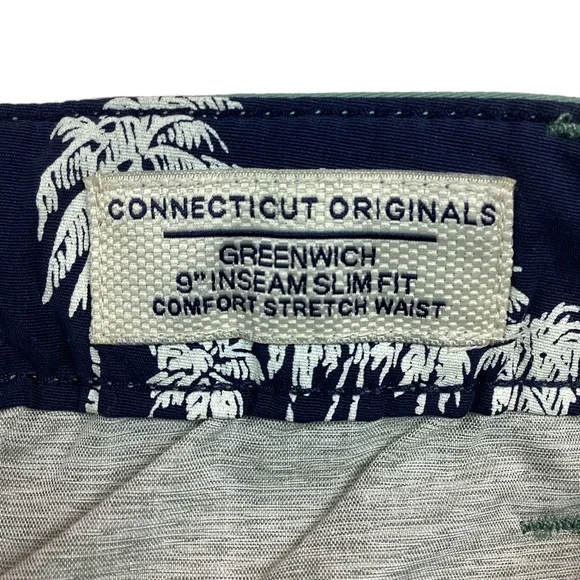 CONNECTICUT ORIGINALS
GREENWICH
9" INSEAM SLIM FIT
COMFORT STRETCH WAIST